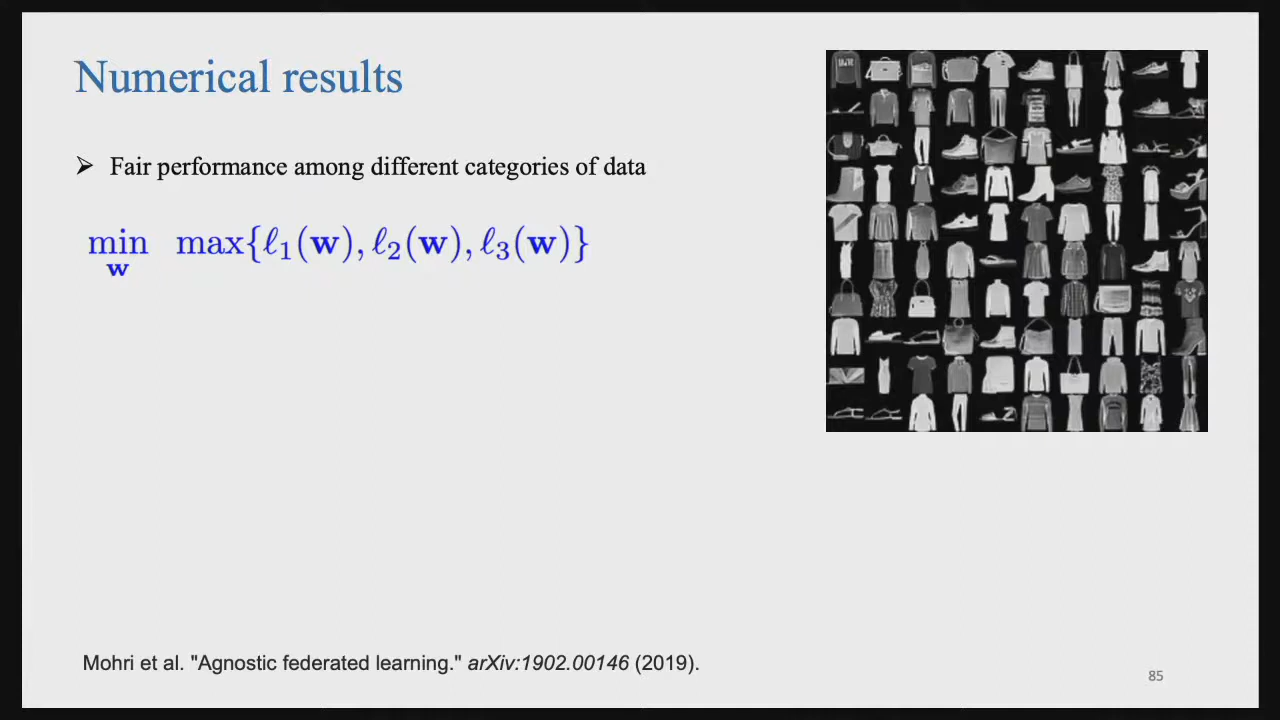 Numerical results
➢ Fair performance among different categories of data
min max{ℓ₁(w), ℓ₂(w), ℓ₃(w)}
w
Mohri et al. "Agnostic federated learning." arXiv:1902.00146 (2019).
85